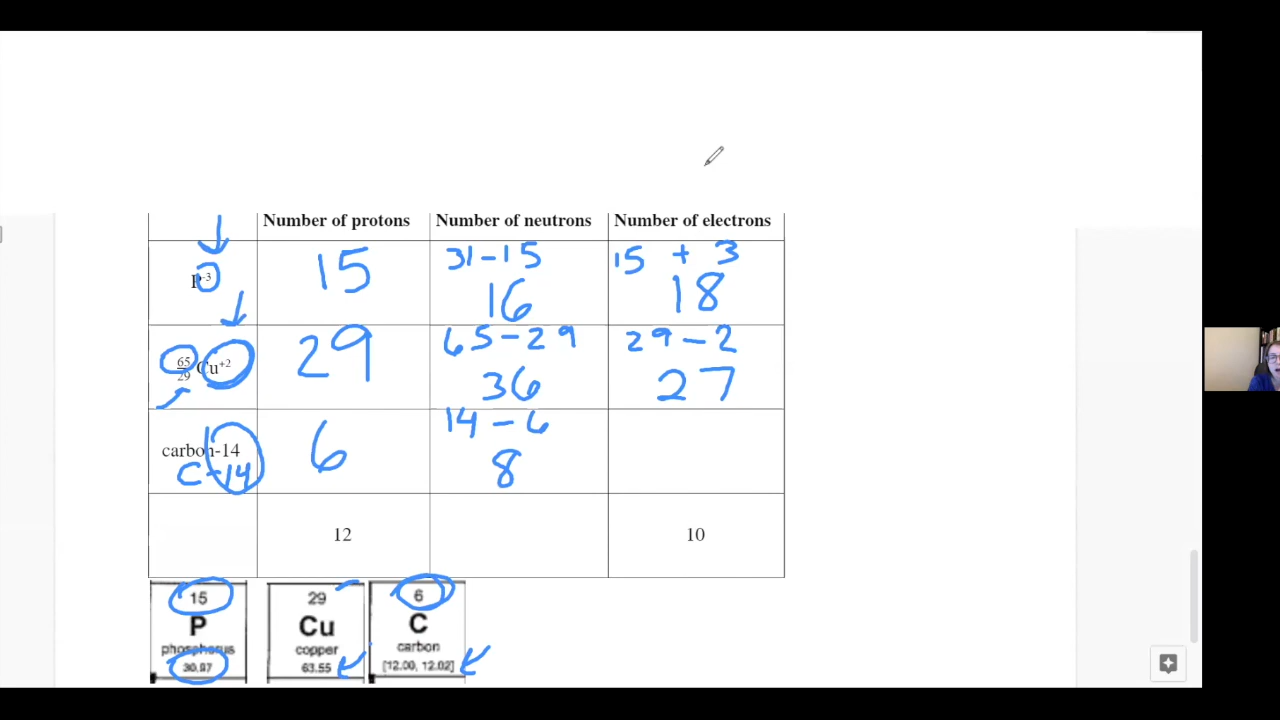 Number of protons Number of neutrons Number of electrons
P-3 15 31-15 15 + 3
16 18
65 29 Cu+2 29 65-29 29-2
36 27
carbon-14 6 14-6
C-14 8
12 10
15 29 6
P Cu C
phosphorus copper carbon
30.97 63.55 [12.00, 12.02]